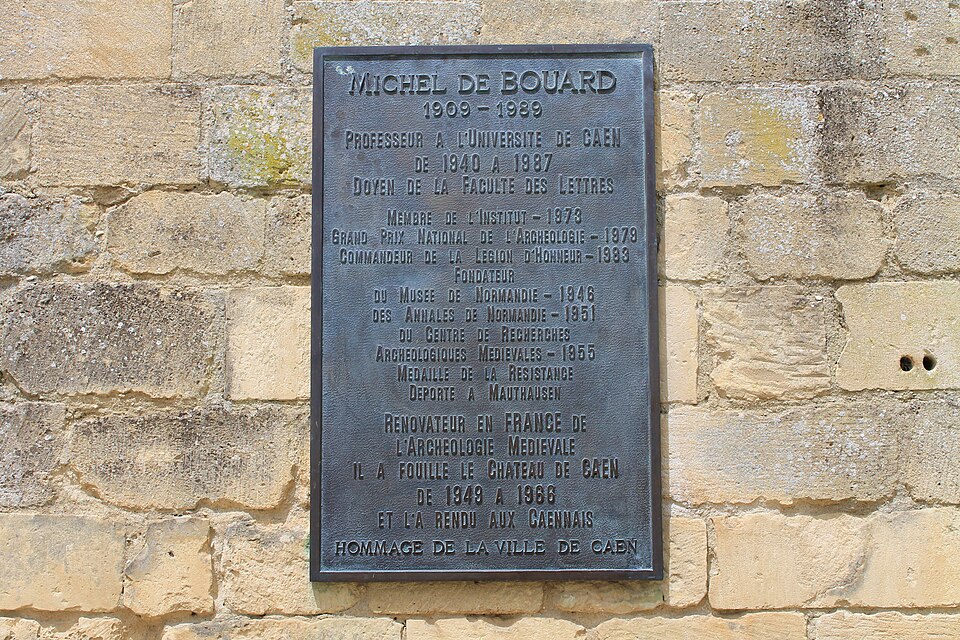 MICHEL DE BOUARD
1909 - 1989
PROFESSEUR A L'UNIVERSITE DE CAEN
DE 1940 A 1987
DOYEN DE LA FACULTE DES LETTRES
MEMBRE DE L'INSTITUT - 1973
GRAND PRIX NATIONAL DE L'ARCHEOLOGIE - 1979
COMMANDEUR DE LA LEGION D'HONNEUR - 1983
FONDATEUR
DU MUSEE DE NORMANDIE - 1946
DES ANNALES DE NORMANDIE - 1951
DU CENTRE DE RECHERCHES
ARCHEOLOGIQUES MEDIEVALES - 1955
MEDAILLE DE LA RESISTANCE
DEPORTE A MAUTHAUSEN
RENOVATEUR EN FRANCE DE
L'ARCHEOLOGIE MEDIEVALE
IL A FOUILLE LE CHATEAU DE CAEN
DE 1949 A 1966
ET L'A RENDU AUX CAENNAIS
HOMMAGE DE LA VILLE DE CAEN